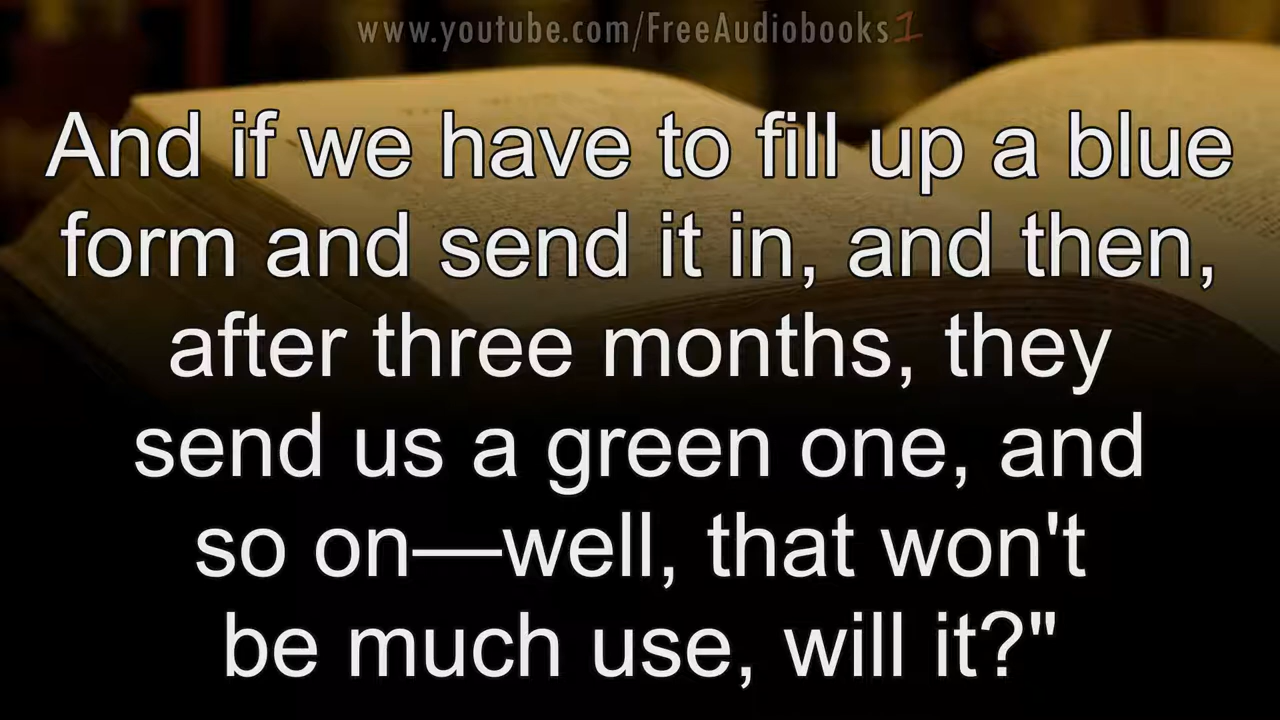 www.youtube.com/FreeAudiobooks1
And if we have to fill up a blue
form and send it in, and then,
after three months, they
send us a green one, and
so on—well, that won't
be much use, will it?"